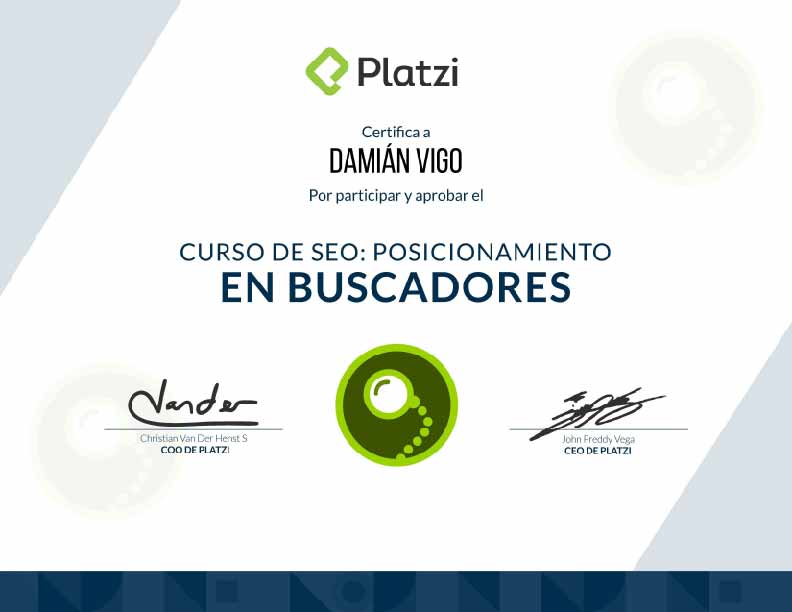 Platzi
Certifica a
DAMIÁN VIGO
Por participar y aprobar el
CURSO DE SEO: POSICIONAMIENTO
EN BUSCADORES
Vander
Christian Van Der Henst S
COO DE PLATZI
John Freddy Vega
CEO DE PLATZI